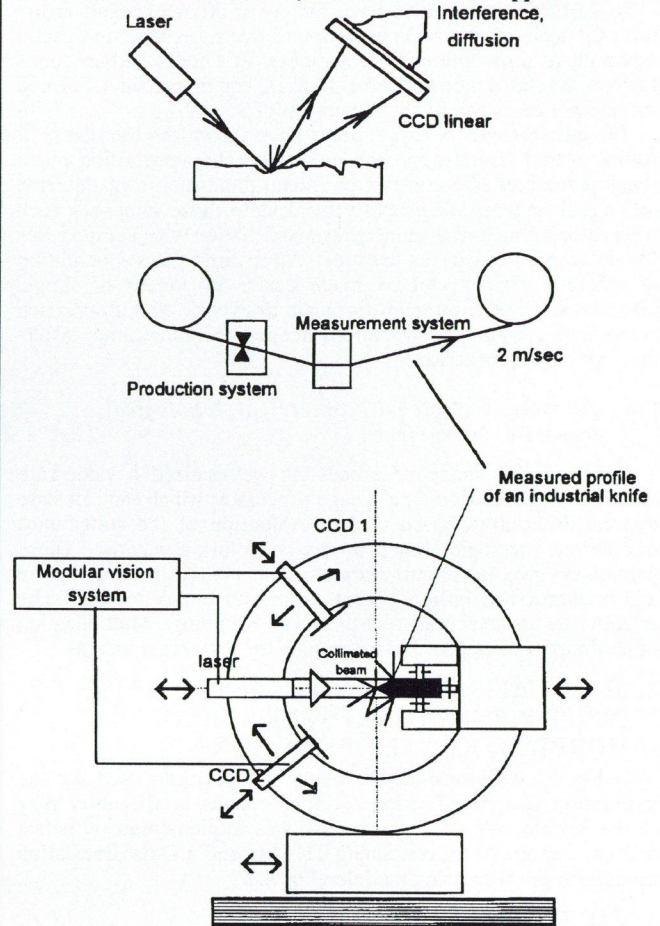 Interference,
diffusion
Laser
CCD linear
Measurement system
2 m/sec
Production system
Measured profile
of an industrial knife
CCD 1
Modular vision
system
Collimated
beam
laser
CCD